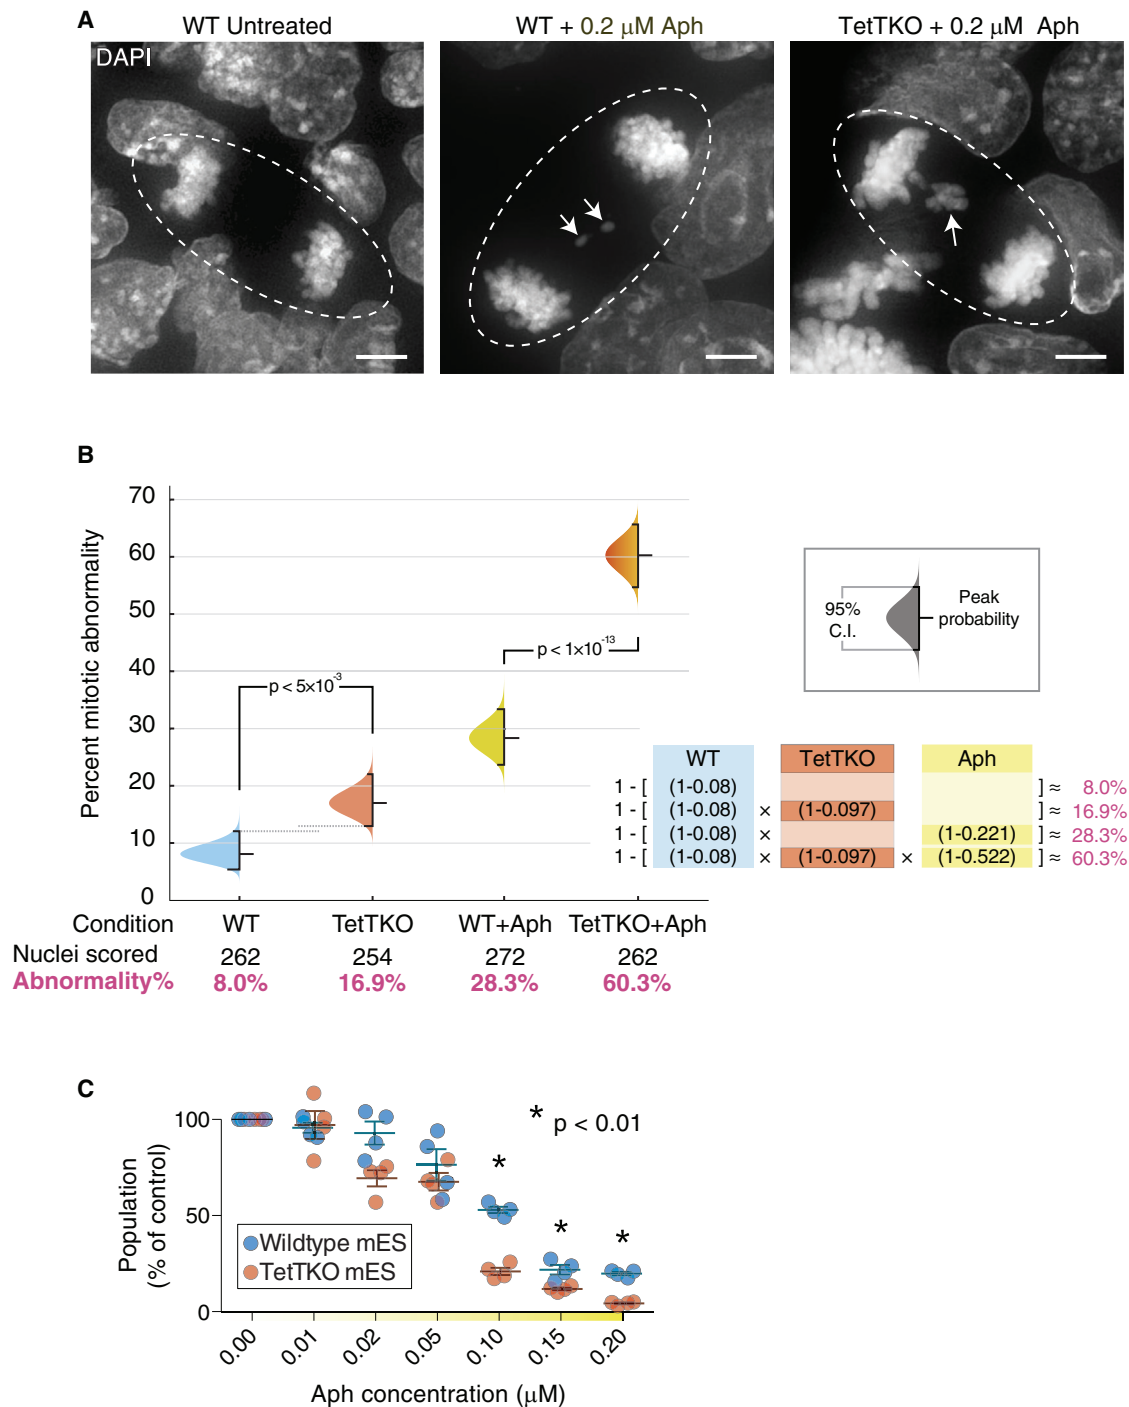 A
WT Untreated
WT + 0.2 μM Aph
TetTKO + 0.2 μM Aph
DAPI
B
Percent mitotic abnormality
70
60
50
40
30
20
10
0
p < 5×10-3
p < 1×10-13
95%
C.I.
Peak
probability
WT TetTKO Aph
1 - [ (1-0.08) ] ≈ 8.0%
1 - [ (1-0.08) × (1-0.097) ] ≈ 16.9%
1 - [ (1-0.08) × (1-0.221) ] ≈ 28.3%
1 - [ (1-0.08) × (1-0.097) × (1-0.522) ] ≈ 60.3%
Condition WT TetTKO WT+Aph TetTKO+Aph
Nuclei scored 262 254 272 262
Abnormality% 8.0% 16.9% 28.3% 60.3%
C
Population
(% of control)
100
50
0
* p < 0.01
*
*
*
Wildtype mES
TetTKO mES
0.00 0.01 0.02 0.05 0.10 0.15 0.20
Aph concentration (μM)